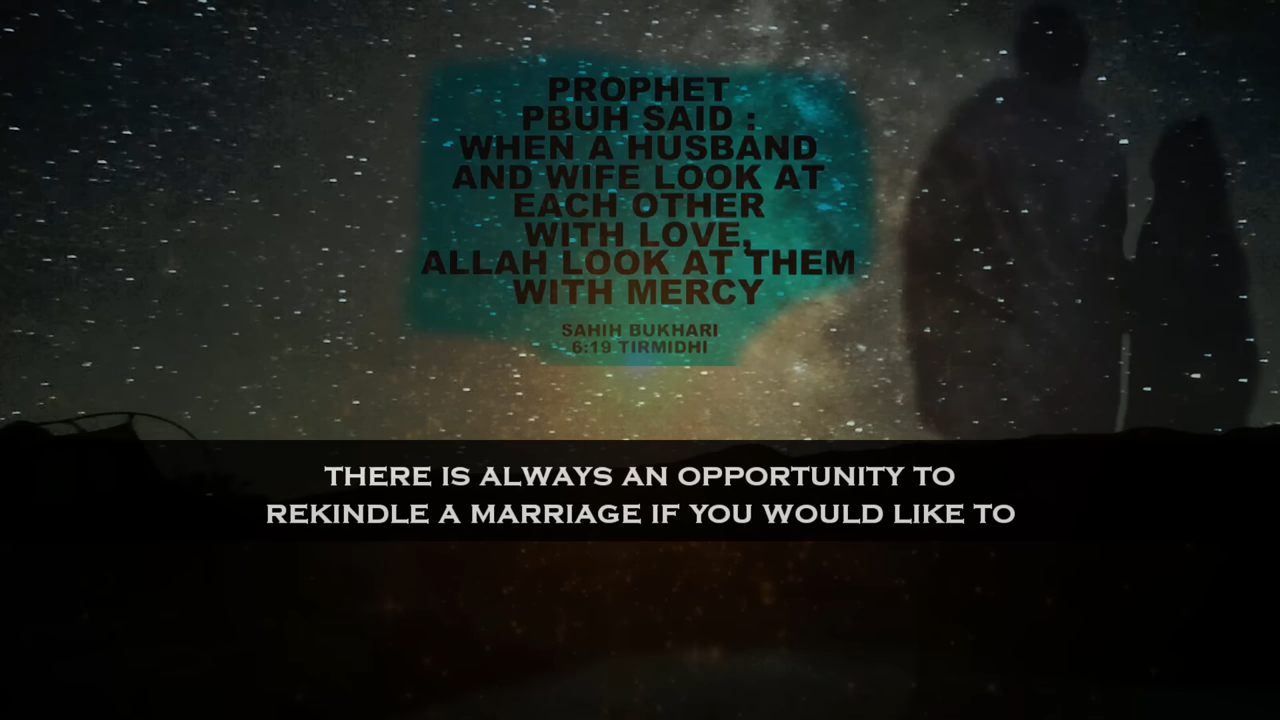 PROPHET
PBUH SAID :
WHEN A HUSBAND
AND WIFE LOOK AT
EACH OTHER
WITH LOVE,
ALLAH LOOK AT THEM
WITH MERCY
SAHIH BUKHARI
6:19 TIRMIDHI
THERE IS ALWAYS AN OPPORTUNITY TO
REKINDLE A MARRIAGE IF YOU WOULD LIKE TO